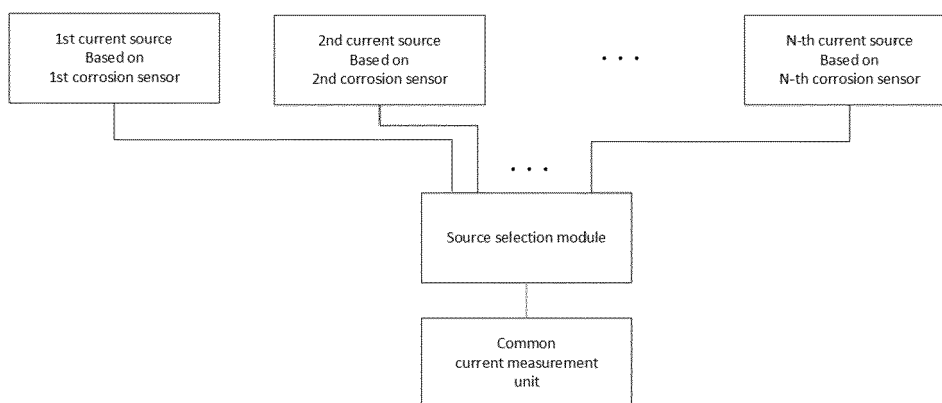 1st current source
Based on
1st corrosion sensor
2nd current source
Based on
2nd corrosion sensor
. . .
N-th current source
Based on
N-th corrosion sensor
. . .
Source selection module
Common
current measurement
unit